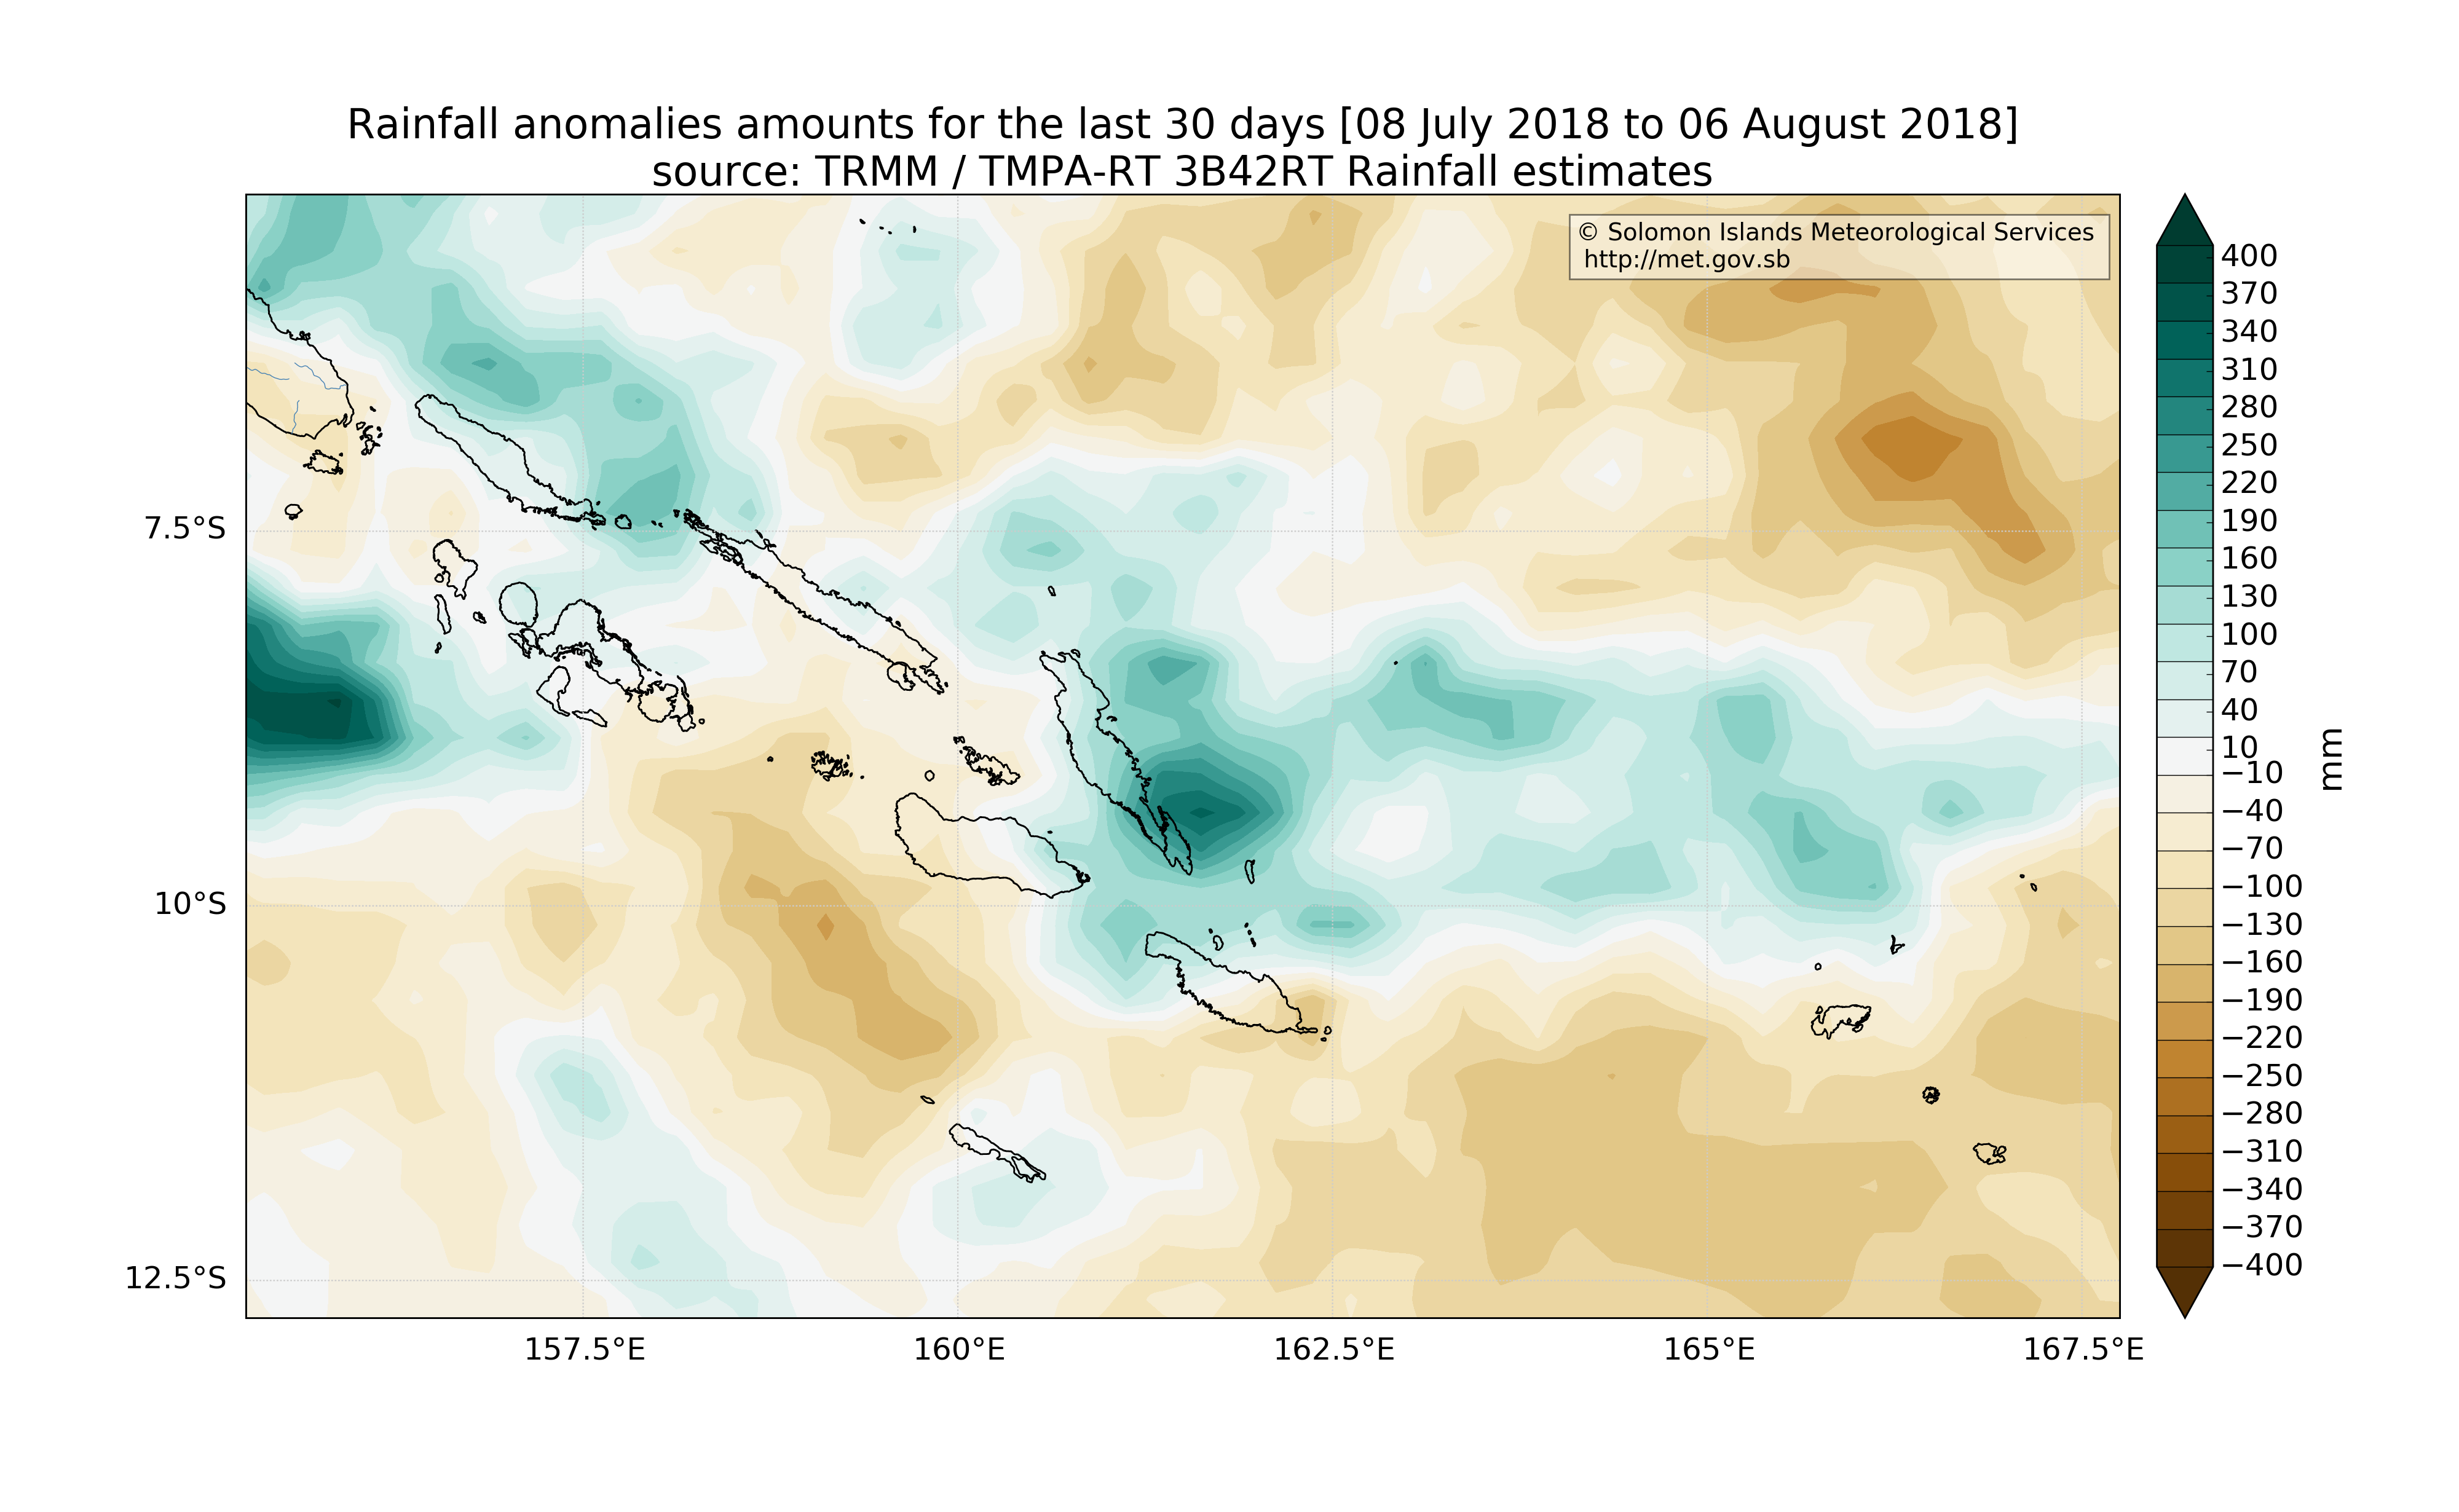 Rainfall anomalies amounts for the last 30 days [08 July 2018 to 06 August 2018]
source: TRMM / TMPA-RT 3B42RT Rainfall estimates
© Solomon Islands Meteorological Services
http://met.gov.sb
7.5°S
10°S
12.5°S
157.5°E
160°E
162.5°E
165°E
167.5°E
400
370
340
310
280
250
220
190
160
130
100
70
40
10
−10
−40
−70
−100
−130
−160
−190
−220
−250
−280
−310
−340
−370
−400
mm